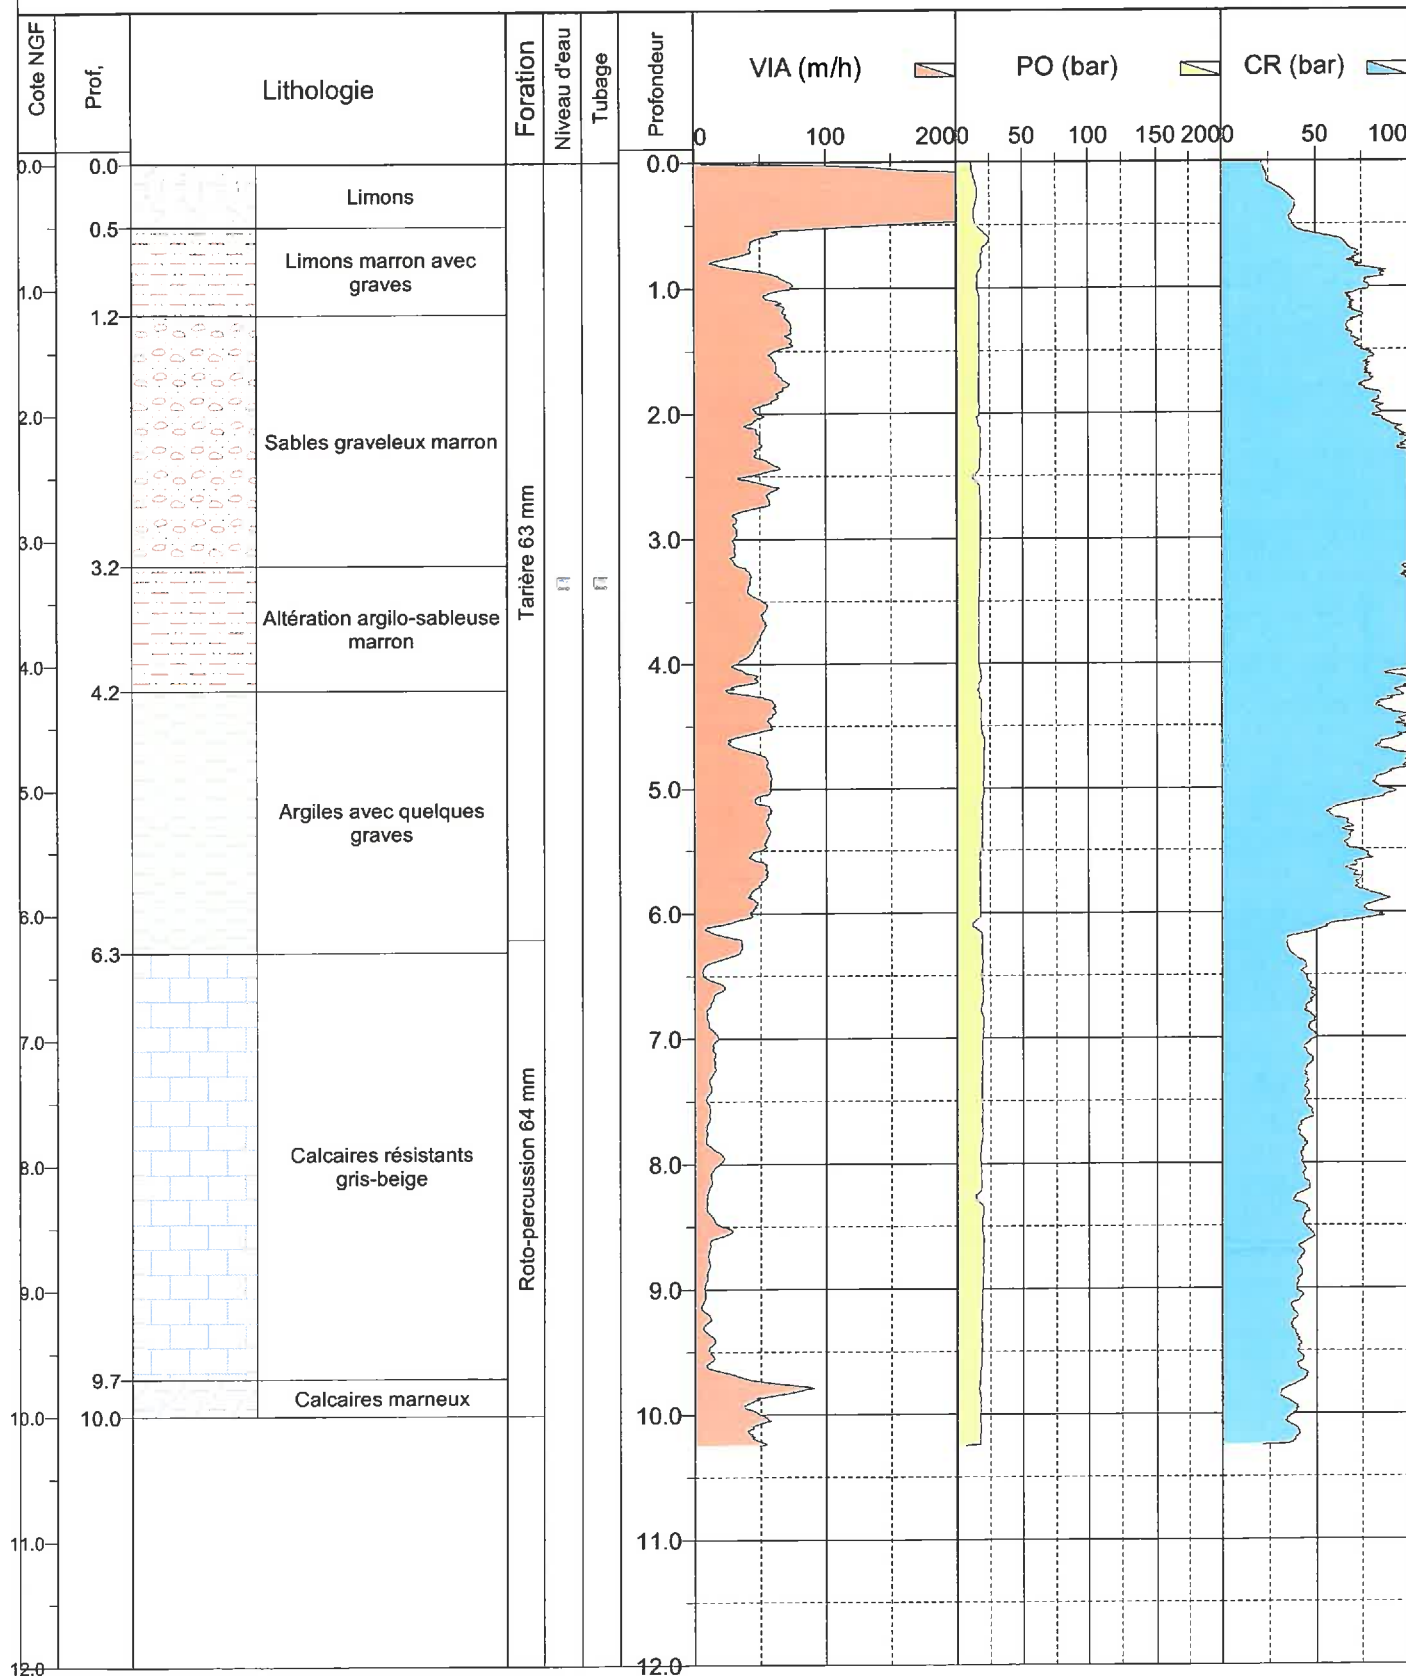 Cote NGF
Prof,
Lithologie
Foration
Niveau d'eau
Tubage
Profondeur
VIA (m/h)
PO (bar)
CR (bar)
0 100 200
0 50 100 150 200
0 50 100
0.0
1.0
2.0
3.0
4.0
5.0
6.0
7.0
8.0
9.0
10.0
11.0
12.0
0.0
0.5
1.2
3.2
4.2
6.3
9.7
10.0
Limons
Limons marron avec
graves
Sables graveleux marron
Altération argilo-sableuse
marron
Argiles avec quelques
graves
Calcaires résistants
gris-beige
Calcaires marneux
Tarière 63 mm
Roto-percussion 64 mm
0.0
1.0
2.0
3.0
4.0
5.0
6.0
7.0
8.0
9.0
10.0
11.0
12.0